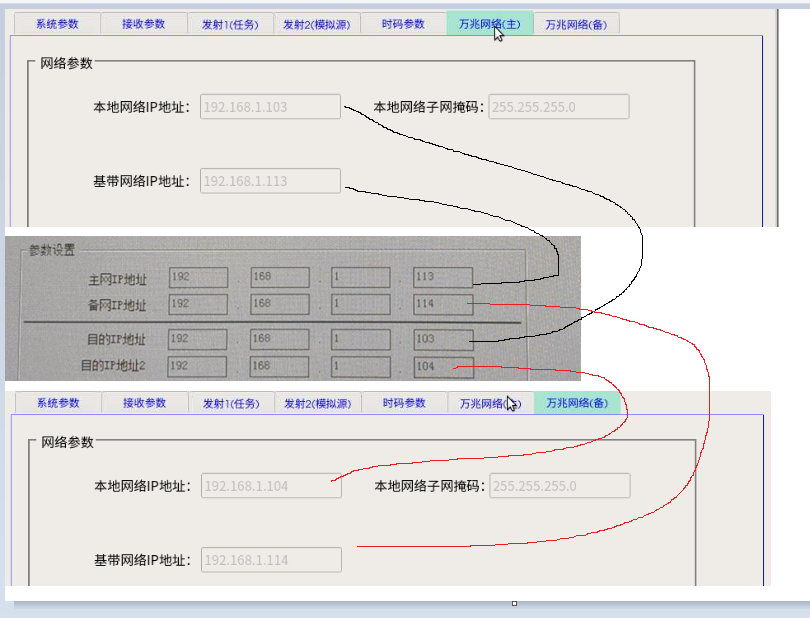 系统参数 接收参数 发射1(任务) 发射2(模拟源) 时码参数 万兆网络(主) 万兆网络(备)
网络参数
本地网络IP地址: 192.168.1.103 本地网络子网掩码: 255.255.255.0
基带网络IP地址: 192.168.1.113
参数设置
主网IP地址 192 . 168 . 1 . 113
备网IP地址 192 . 168 . 1 . 114
目的IP地址 192 . 168 . 1 . 103
目的IP地址2 192 . 168 . 1 . 104
系统参数 接收参数 发射1(任务) 发射2(模拟源) 时码参数 万兆网络( ) 万兆网络(备)
网络参数
本地网络IP地址: 192.168.1.104 本地网络子网掩码: 255.255.255.0
基带网络IP地址: 192.168.1.114